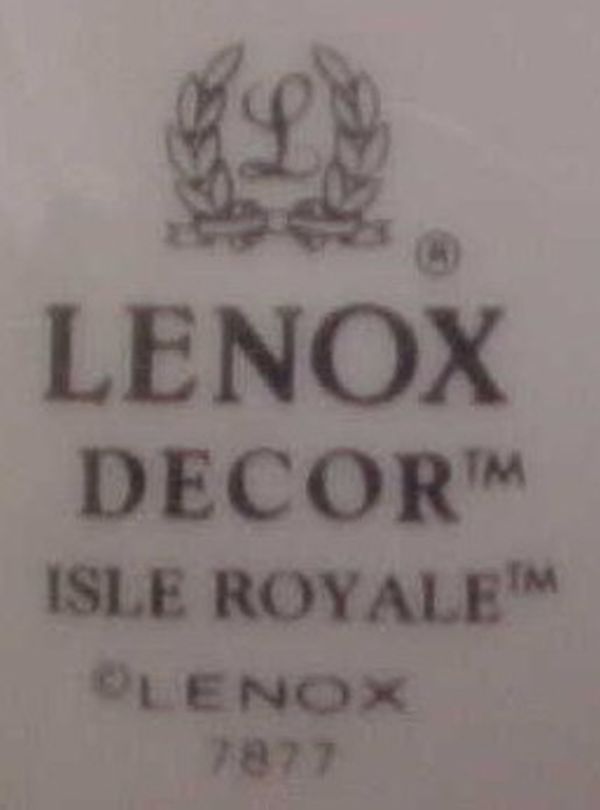 L
®
LENOX
DECOR™
ISLE ROYALE™
©LENOX
7877